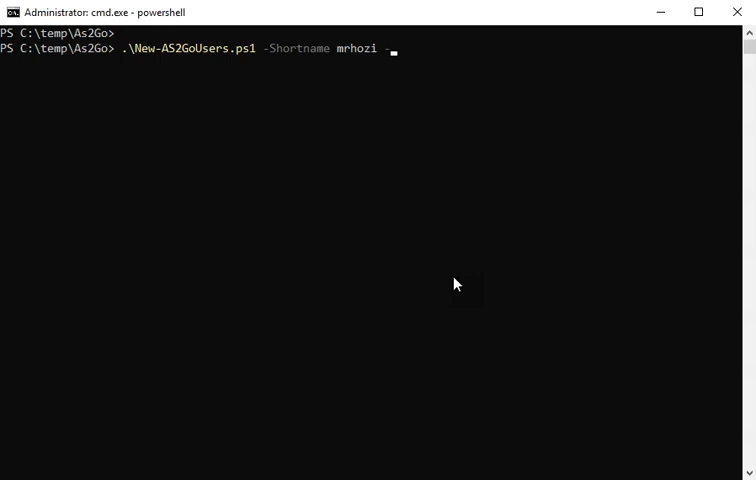 Administrator: cmd.exe - powershell
PS C:\temp\As2Go>
PS C:\temp\As2Go> .\New-AS2GoUsers.ps1 -Shortname mrhozi -